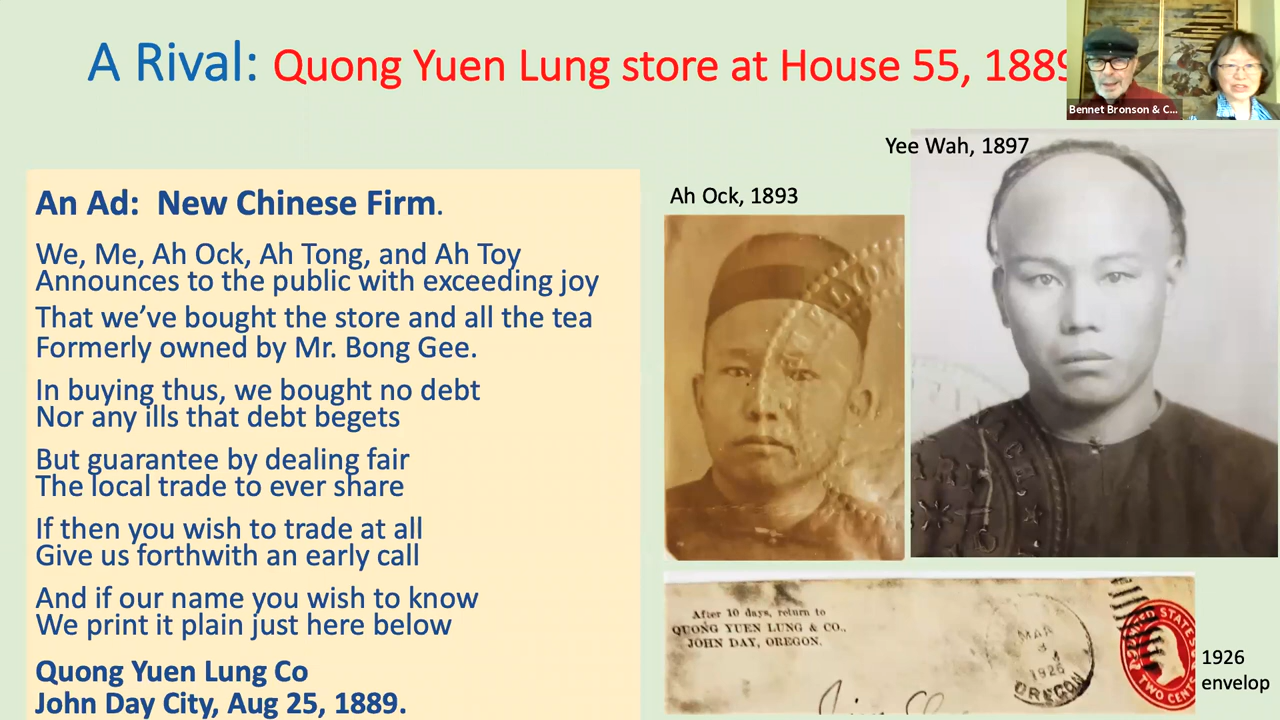 A Rival: Quong Yuen Lung store at House 55, 1889
Bennet Bronson & C...
Yee Wah, 1897
Ah Ock, 1893
An Ad: New Chinese Firm.
We, Me, Ah Ock, Ah Tong, and Ah Toy
Announces to the public with exceeding joy
That we’ve bought the store and all the tea
Formerly owned by Mr. Bong Gee.
In buying thus, we bought no debt
Nor any ills that debt begets
But guarantee by dealing fair
The local trade to ever share
If then you wish to trade at all
Give us forthwith an early call
And if our name you wish to know
We print it plain just here below
Quong Yuen Lung Co
John Day City, Aug 25, 1889.
After 10 days, return to
QUONG YUEN LUNG & CO.,
JOHN DAY, OREGON.
MAR
3
1926
OREGON
UNITED STATES
TWO CENTS
1926
envelop